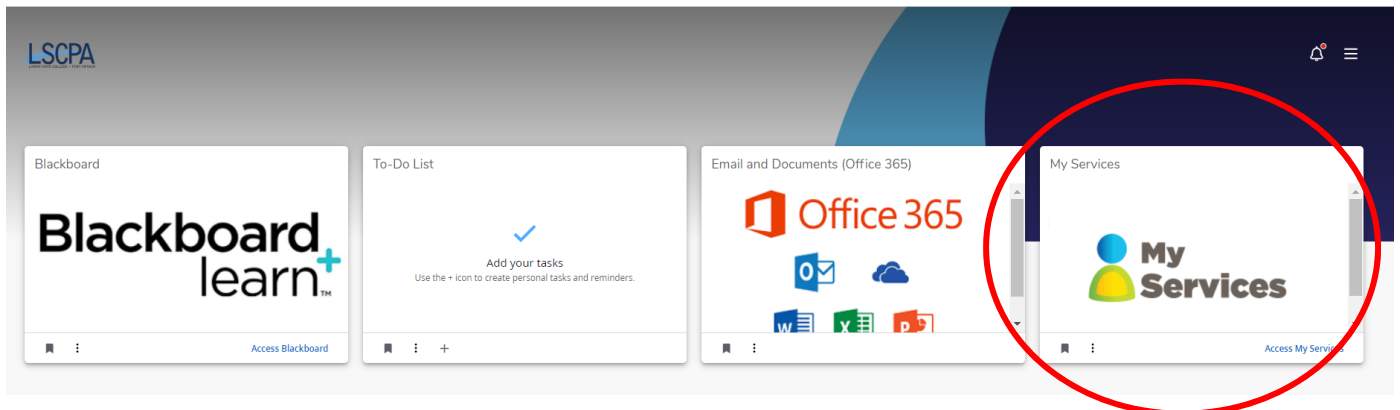 LSCPA
Blackboard
Blackboard
learn™
Access Blackboard
To-Do List
Add your tasks
Use the + icon to create personal tasks and reminders.
Email and Documents (Office 365)
Office 365
My Services
My
Services
Access My Services